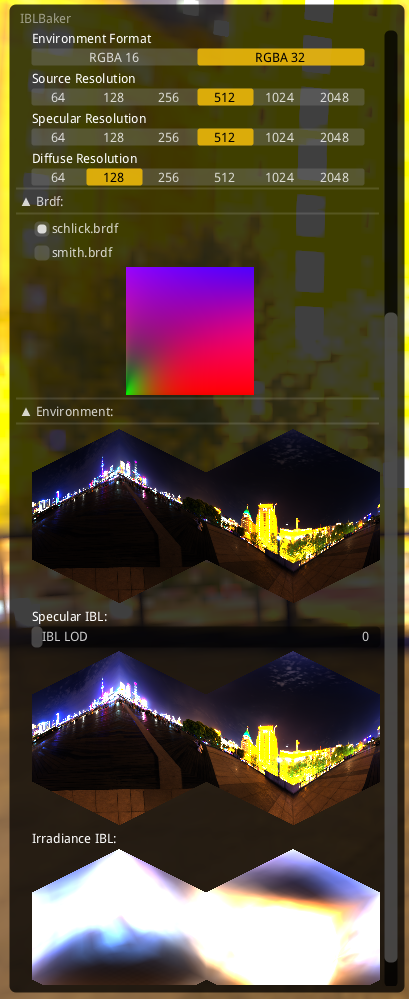 IBLBaker
Environment Format
RGBA 16 RGBA 32
Source Resolution
64 128 256 512 1024 2048
Specular Resolution
64 128 256 512 1024 2048
Diffuse Resolution
64 128 256 512 1024 2048
▲ Brdf:
schlick.brdf
smith.brdf
▲ Environment:
Specular IBL:
IBL LOD 0
Irradiance IBL: